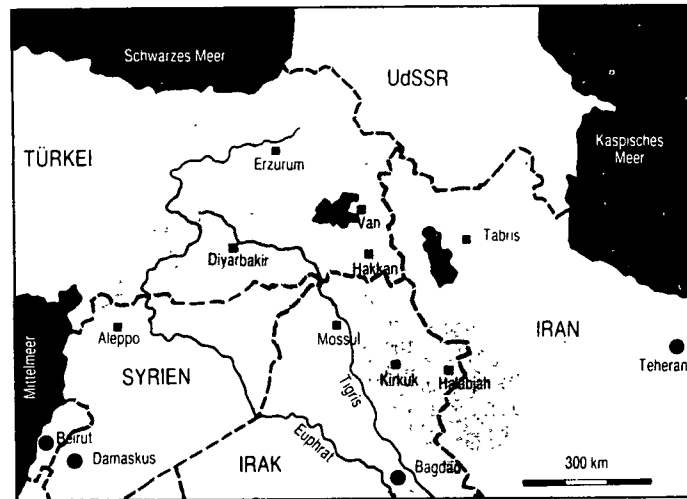 Schwarzes Meer
UdSSR
TÜRKEI
Kaspisches
Meer
Erzurum
Van
Tabris
Diyarbakir
Hakkan
Aleppo
Mossul
IRAN
Mittelmeer
SYRIEN
Kirkuk
Halabjah
Teheran
Tigris
Beirut
Euphrat
Damaskus
IRAK
Bagdad
300 km